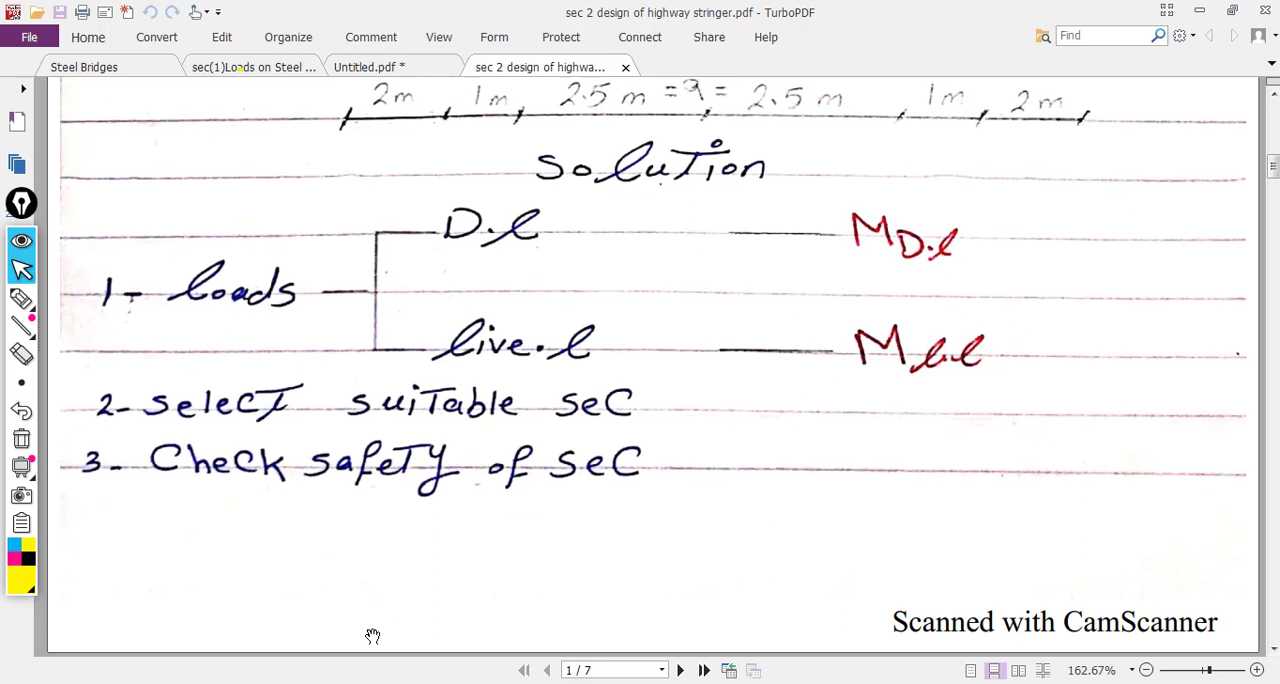 sec 2 design of highway stringer.pdf - TurboPDF
File Home Convert Edit Organize Comment View Form Protect Connect Share Help Find
Steel Bridges sec(1)Loads on Steel ... Untitled.pdf * sec 2 design of highwa... x
2m 1m 2.5 m =a= 2.5 m 1m 2m
Solution
D.l M D.l
1- loads
live.l M l.l
2- select suitable sec
3- Check safety of sec
Scanned with CamScanner
1 / 7 162.67%